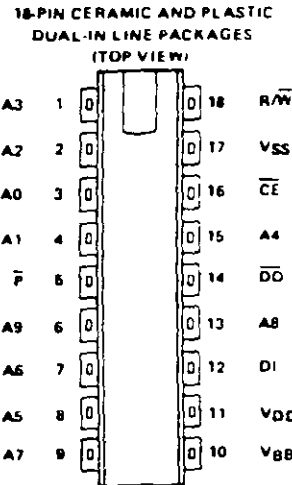 18-PIN CERAMIC AND PLASTIC
DUAL-IN LINE PACKAGES
(TOP VIEW)
A3 1 18 R/W̅
A2 2 17 VSS
A0 3 16 C̅E̅
A1 4 15 A4
P̅ 5 14 D̅O̅
A9 6 13 A8
A6 7 12 DI
A5 8 11 VDD
A7 9 10 VBB